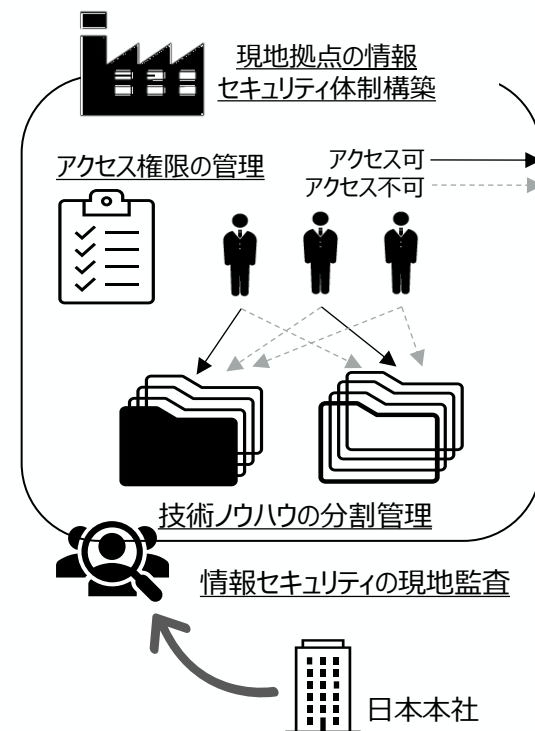 現地拠点の情報
セキュリティ体制構築
アクセス権限の管理
アクセス可
アクセス不可
技術ノウハウの分割管理
情報セキュリティの現地監査
日本本社